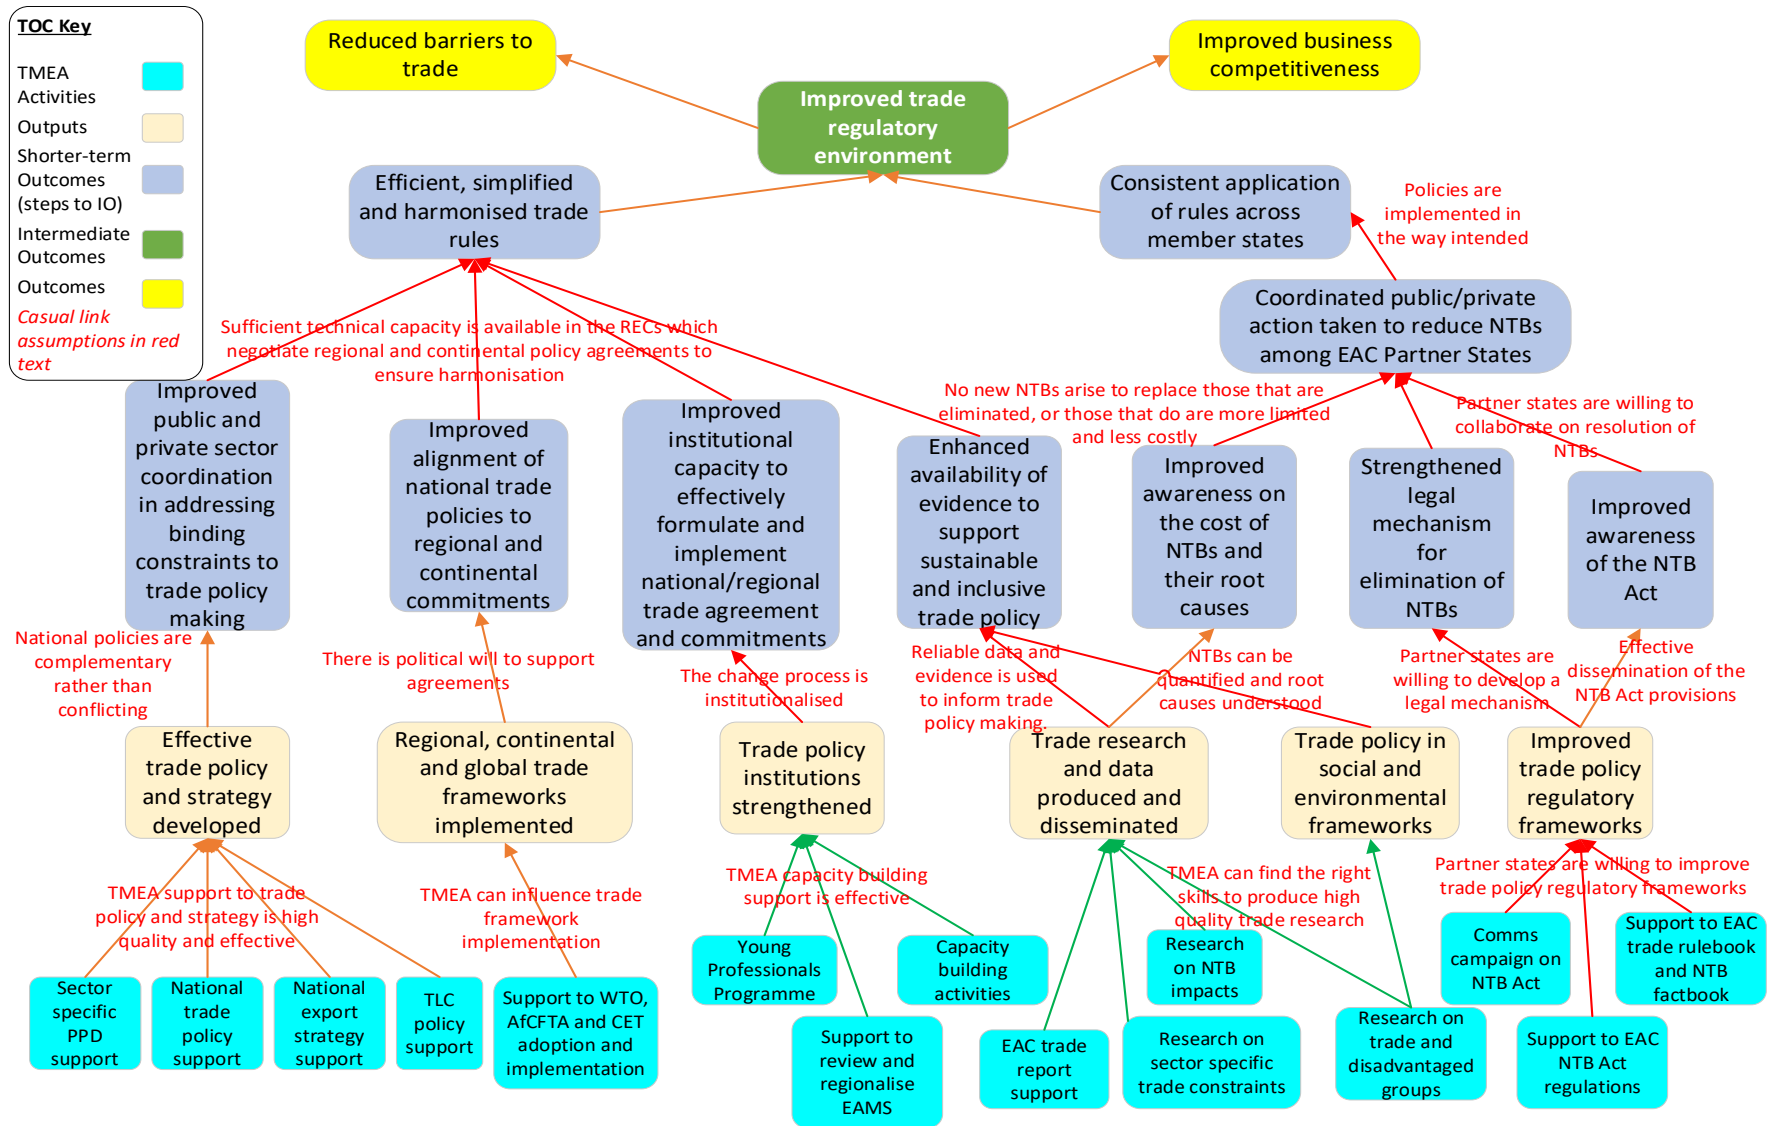 TOC Key
TMEA
Activities
Outputs
Shorter-term
Outcomes
(steps to IO)
Intermediate
Outcomes
Outcomes
Casual link
assumptions in red
text
Reduced barriers to
trade
Improved business
competitiveness
Improved trade
regulatory
environment
Efficient, simplified
and harmonised trade
rules
Consistent application
of rules across
member states
Policies are
implemented in
the way intended
Coordinated public/private
action taken to reduce NTBs
among EAC Partner States
Sufficient technical capacity is available in the RECs which
negotiate regional and continental policy agreements to
ensure harmonisation
No new NTBs arise to replace those that are
eliminated, or those that do are more limited
and less costly
Partner states are willing to
collaborate on resolution of
NTBs
Improved
public and
private sector
coordination
in addressing
binding
constraints to
trade policy
making
Improved
alignment of
national trade
policies to
regional and
continental
commitments
Improved
institutional
capacity to
effectively
formulate and
implement
national/regional
trade agreement
and commitments
Enhanced
availability of
evidence to
support
sustainable
and inclusive
trade policy
Improved
awareness on
the cost of
NTBs and
their root
causes
Strengthened
legal
mechanism
for
elimination of
NTBs
Improved
awareness
of the NTB
Act
National policies are
complementary
rather than
conflicting
There is political will to support
agreements
The change process is
institutionalised
Reliable data and
evidence is used
to inform trade
policy making.
NTBs can be
quantified and root
causes understood
Partner states are
willing to develop a
legal mechanism
Effective
dissemination of the
NTB Act provisions
Effective
trade policy
and strategy
developed
Regional, continental
and global trade
frameworks
implemented
Trade policy
institutions
strengthened
Trade research
and data
produced and
disseminated
Trade policy in
social and
environmental
frameworks
Improved
trade policy
regulatory
frameworks
TMEA support to trade
policy and strategy is high
quality and effective
TMEA can influence trade
framework
implementation
TMEA capacity building
support is effective
TMEA can find the right
skills to produce high
quality trade research
Partner states are willing to improve
trade policy regulatory frameworks
Sector
specific
PPD
support
National
trade
policy
support
National
export
strategy
support
TLC
policy
support
Support to WTO,
AfCFTA and CET
adoption and
implementation
Young
Professionals
Programme
Support to
review and
regionalise
EAMS
Capacity
building
activities
EAC trade
report
support
Research
on NTB
impacts
Research on
sector specific
trade constraints
Research on
trade and
disadvantaged
groups
Comms
campaign on
NTB Act
Support to EAC
NTB Act
regulations
Support to EAC
trade rulebook
and NTB
factbook